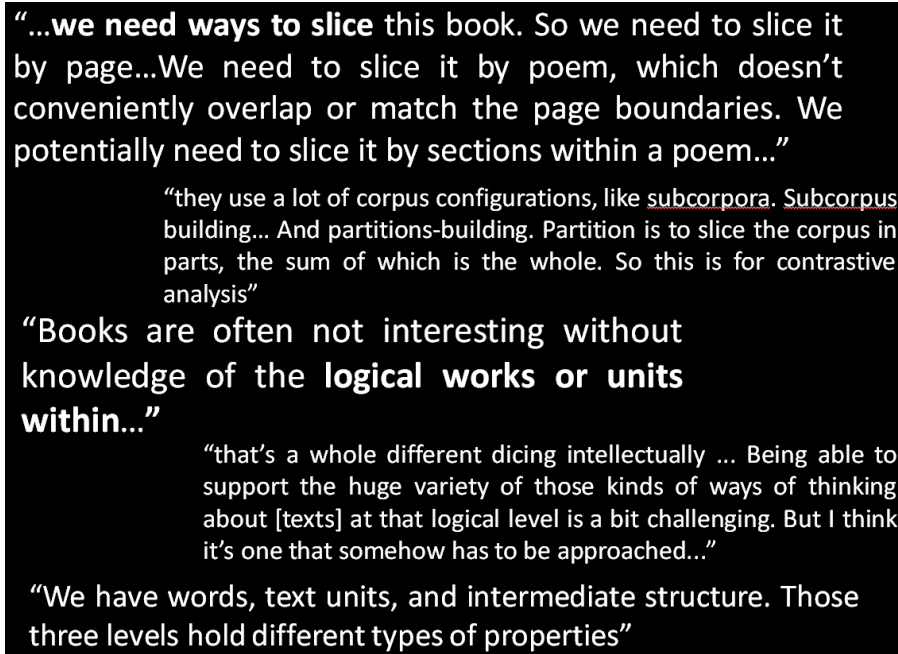 “…we need ways to slice this book. So we need to slice it
by page…We need to slice it by poem, which doesn’t
conveniently overlap or match the page boundaries. We
potentially need to slice it by sections within a poem…”
“they use a lot of corpus configurations, like subcorpora. Subcorpus
building… And partitions-building. Partition is to slice the corpus in
parts, the sum of which is the whole. So this is for contrastive
analysis”
“Books are often not interesting without
knowledge of the logical works or units
within…”
“that’s a whole different dicing intellectually ... Being able to
support the huge variety of those kinds of ways of thinking
about [texts] at that logical level is a bit challenging. But I think
it’s one that somehow has to be approached...”
“We have words, text units, and intermediate structure. Those
three levels hold different types of properties”